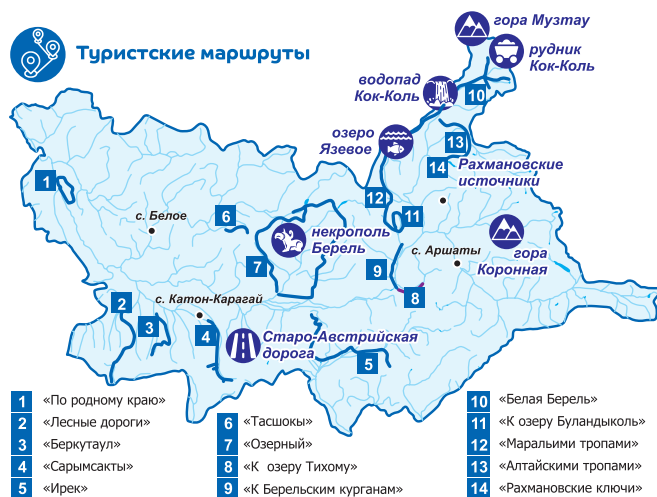 Туристские маршруты
гора Музтау
рудник
Кок-Коль
водопад
Кок-Коль
10
озеро
Язевое
13
14
Рахмановские
источники
1
12
с. Белое
6
11
некрополь
Берель
с. Аршаты
гора
Коронная
7
9
8
с. Катон-Карагай
2
3
4
Старо-Австрийская
дорога
5
1 «По родному краю»
2 «Лесные дороги»
3 «Беркутаул»
4 «Сарымсакты»
5 «Ирек»
6 «Тасшокы»
7 «Озерный»
8 «К озеру Тихому»
9 «К Берельским курганам»
10 «Белая Берель»
11 «К озеру Буландыколь»
12 «Маральими тропами»
13 «Алтайскими тропами»
14 «Рахмановские ключи»